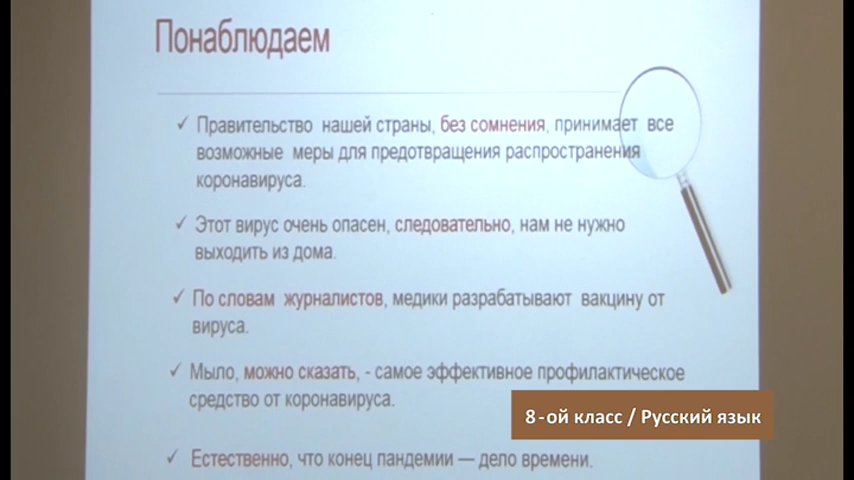 Понаблюдаем
✓ Правительство нашей страны, без сомнения, принимает все
возможные меры для предотвращения распространения
коронавируса.
✓ Этот вирус очень опасен, следовательно, нам не нужно
выходить из дома.
✓ По словам журналистов, медики разрабатывают вакцину от
вируса.
✓ Мыло, можно сказать, - самое эффективное профилактическое
средство от коронавируса.
✓ Естественно, что конец пандемии — дело времени.
8-ой класс / Русский язык